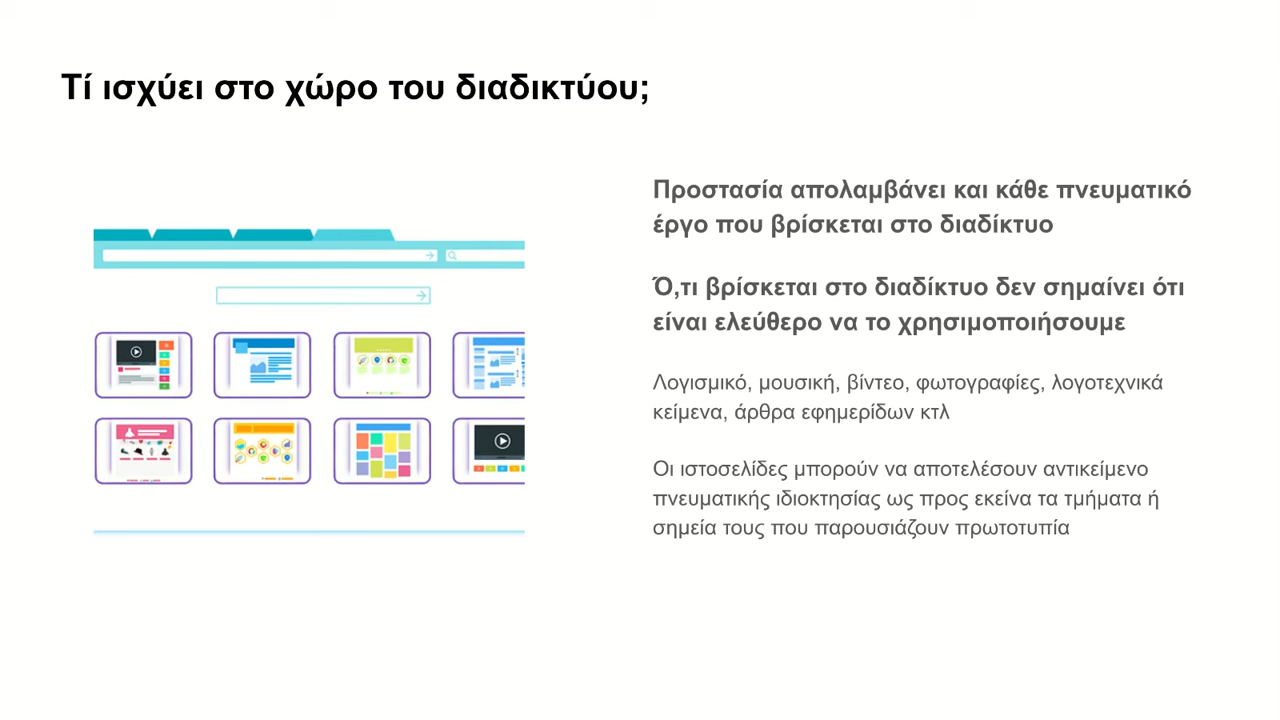 Τί ισχύει στο χώρο του διαδικτύου;
Προστασία απολαμβάνει και κάθε πνευματικό
έργο που βρίσκεται στο διαδίκτυο
Ό,τι βρίσκεται στο διαδίκτυο δεν σημαίνει ότι
είναι ελεύθερο να το χρησιμοποιήσουμε
Λογισμικό, μουσική, βίντεο, φωτογραφίες, λογοτεχνικά
κείμενα, άρθρα εφημερίδων κτλ
Οι ιστοσελίδες μπορούν να αποτελέσουν αντικείμενο
πνευματικής ιδιοκτησίας ως προς εκείνα τα τμήματα ή
σημεία τους που παρουσιάζουν πρωτοτυπία